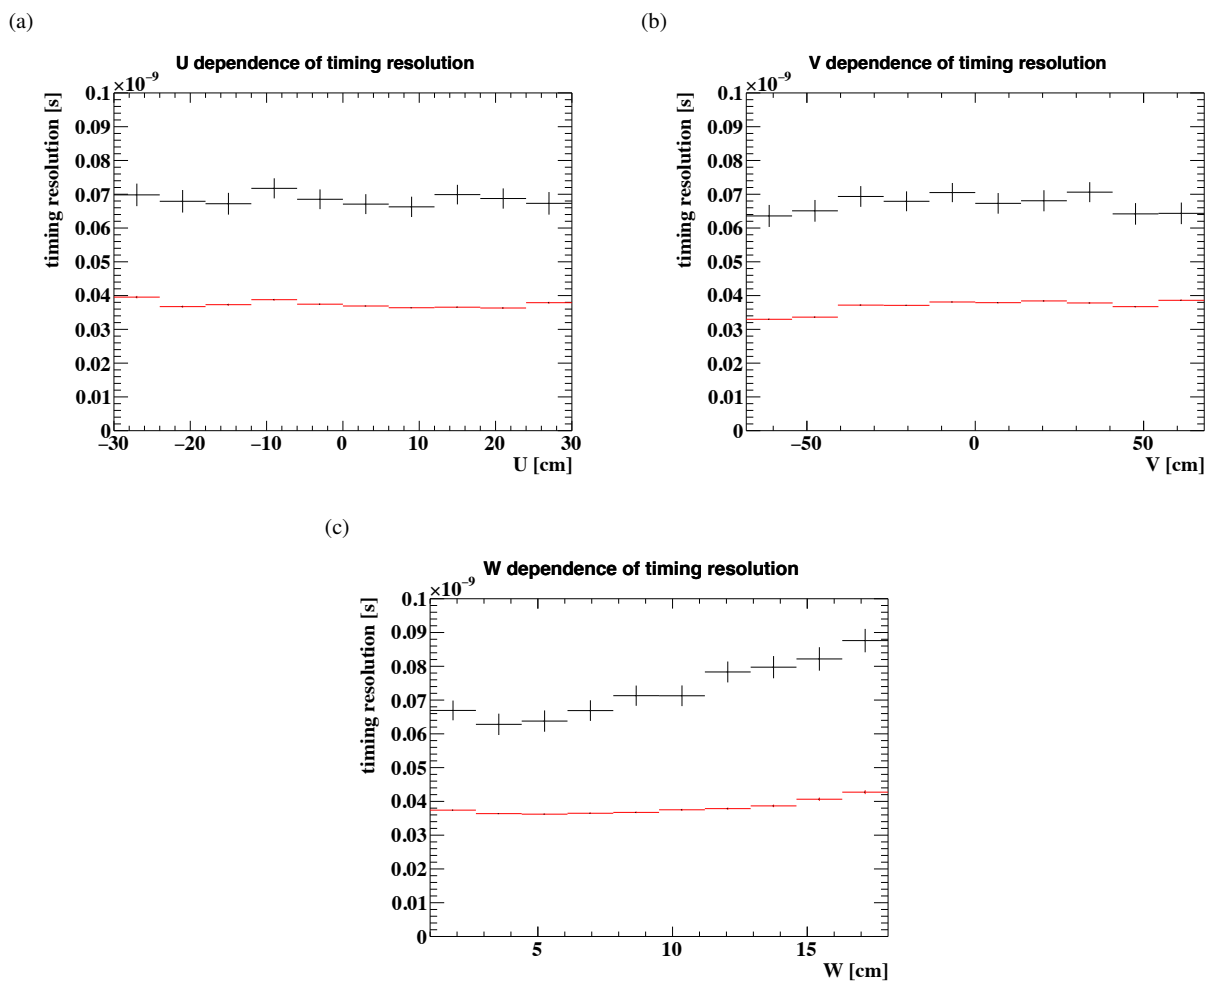 (a)
U dependence of timing resolution
×10⁻⁹
timing resolution [s]
0.1
0.09
0.08
0.07
0.06
0.05
0.04
0.03
0.02
0.01
0
−30 −20 −10 0 10 20 30
U [cm]
(b)
V dependence of timing resolution
×10⁻⁹
timing resolution [s]
0.1
0.09
0.08
0.07
0.06
0.05
0.04
0.03
0.02
0.01
0
−50 0 50
V [cm]
(c)
W dependence of timing resolution
×10⁻⁹
timing resolution [s]
0.1
0.09
0.08
0.07
0.06
0.05
0.04
0.03
0.02
0.01
0
5 10 15
W [cm]